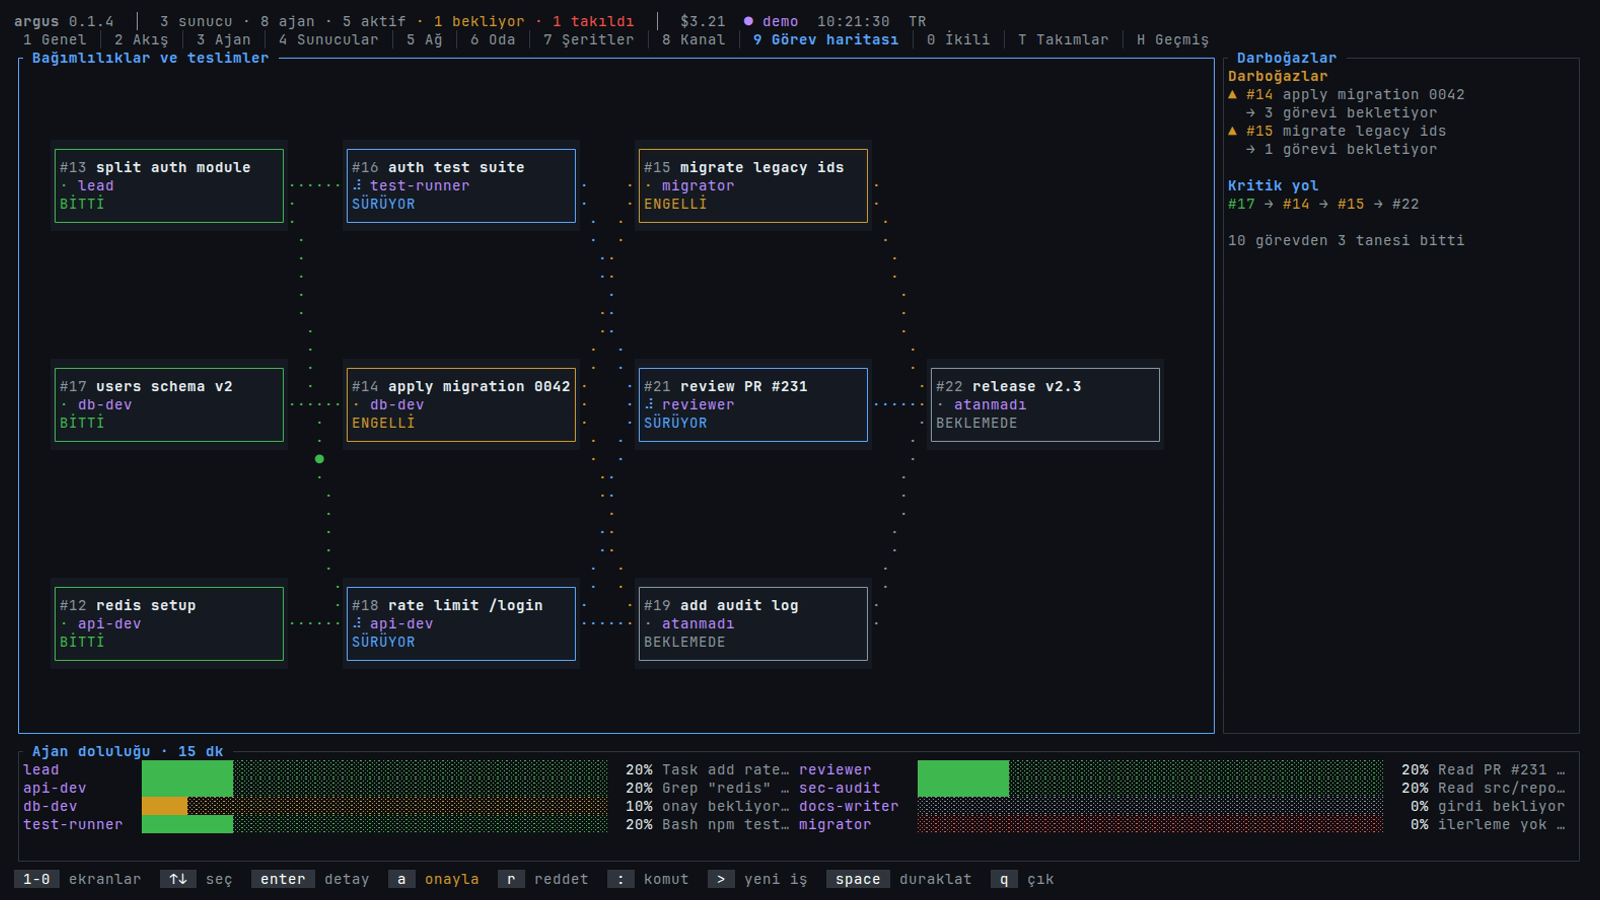 argus 0.1.4 │ 3 sunucu · 8 ajan · 5 aktif · 1 bekliyor · 1 takıldı │ $3.21 ● demo 10:21:30 TR
1 Genel │ 2 Akış │ 3 Ajan │ 4 Sunucular │ 5 Ağ │ 6 Oda │ 7 Şeritler │ 8 Kanal │ 9 Görev haritası │ 0 İkili │ T Takımlar │ H Geçmiş
Bağımlılıklar ve teslimler
#13 split auth module
· lead
BİTTİ
#16 auth test suite
test-runner
SÜRÜYOR
#15 migrate legacy ids
· migrator
ENGELLİ
#17 users schema v2
· db-dev
BİTTİ
#14 apply migration 0042
· db-dev
ENGELLİ
#21 review PR #231
reviewer
SÜRÜYOR
#22 release v2.3
· atanmadı
BEKLEMEDE
#12 redis setup
· api-dev
BİTTİ
#18 rate limit /login
api-dev
SÜRÜYOR
#19 add audit log
· atanmadı
BEKLEMEDE
Darboğazlar
Darboğazlar
▲ #14 apply migration 0042
→ 3 görevi bekletiyor
▲ #15 migrate legacy ids
→ 1 görevi bekletiyor
Kritik yol
#17 → #14 → #15 → #22
10 görevden 3 tanesi bitti
Ajan doluluğu · 15 dk
lead 20% Task add rate… reviewer 20% Read PR #231 …
api-dev 20% Grep "redis" … sec-audit 20% Read src/repo…
db-dev 10% onay bekliyor… docs-writer 0% girdi bekliyor
test-runner 20% Bash npm test… migrator 0% ilerleme yok …
1-0 ekranlar ↑↓ seç enter detay a onayla r reddet : komut > yeni iş space duraklat q çık